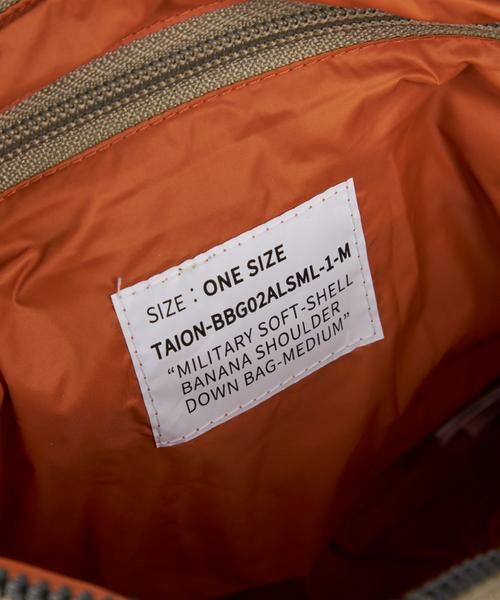 SIZE : ONE SIZE
TAION-BBG02ALSML-1-M
“MILITARY SOFT-SHELL
BANANA SHOULDER
DOWN BAG-MEDIUM”